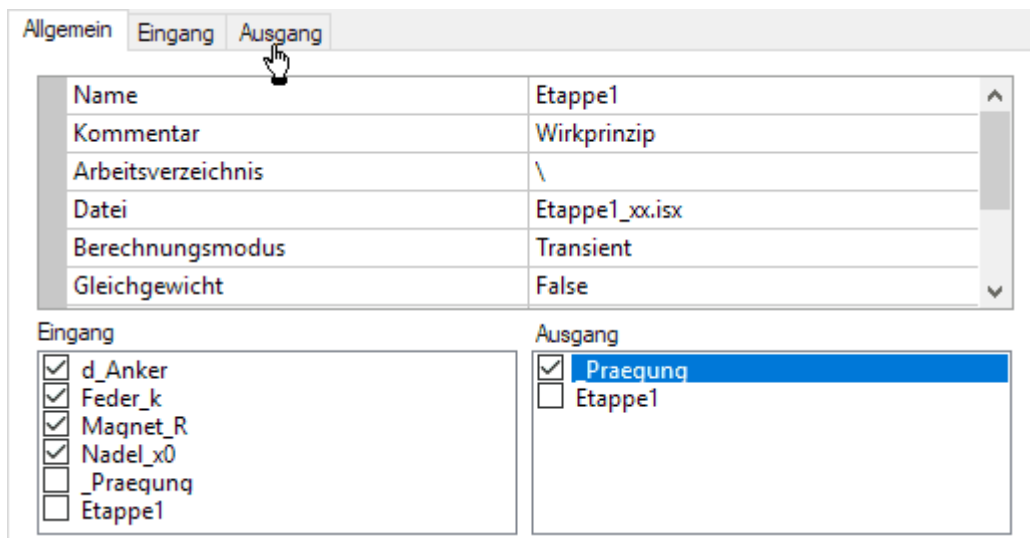 Allgemein Eingang Ausgang
Name Etappe1
Kommentar Wirkprinzip
Arbeitsverzeichnis \
Datei Etappe1_xx.isx
Berechnungsmodus Transient
Gleichgewicht False
Eingang Ausgang
d_Anker _Praegung
Feder_k Etappe1
Magnet_R
Nadel_x0
_Praegung
Etappe1